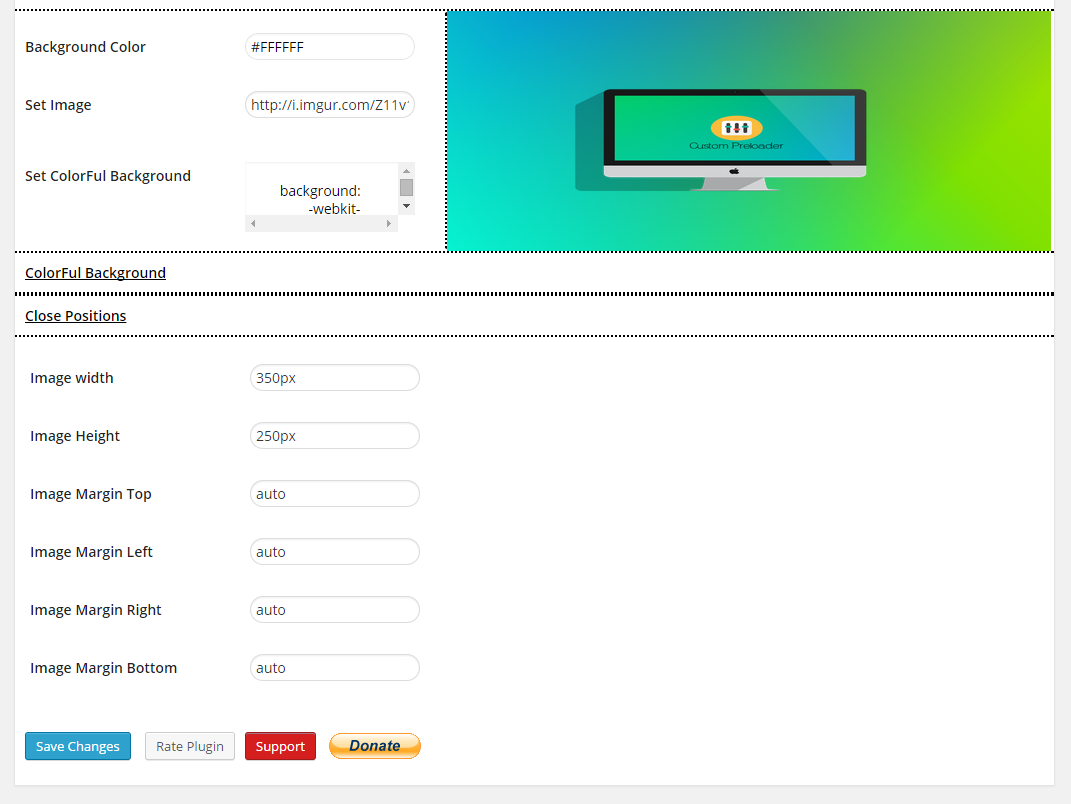 Background Color
#FFFFFF
Set Image
http://i.imgur.com/Z11v
Custom Preloader
Set ColorFul Background
background:
-webkit-
ColorFul Background
Close Positions
Image width
350px
Image Height
250px
Image Margin Top
auto
Image Margin Left
auto
Image Margin Right
auto
Image Margin Bottom
auto
Save Changes
Rate Plugin
Support
Donate